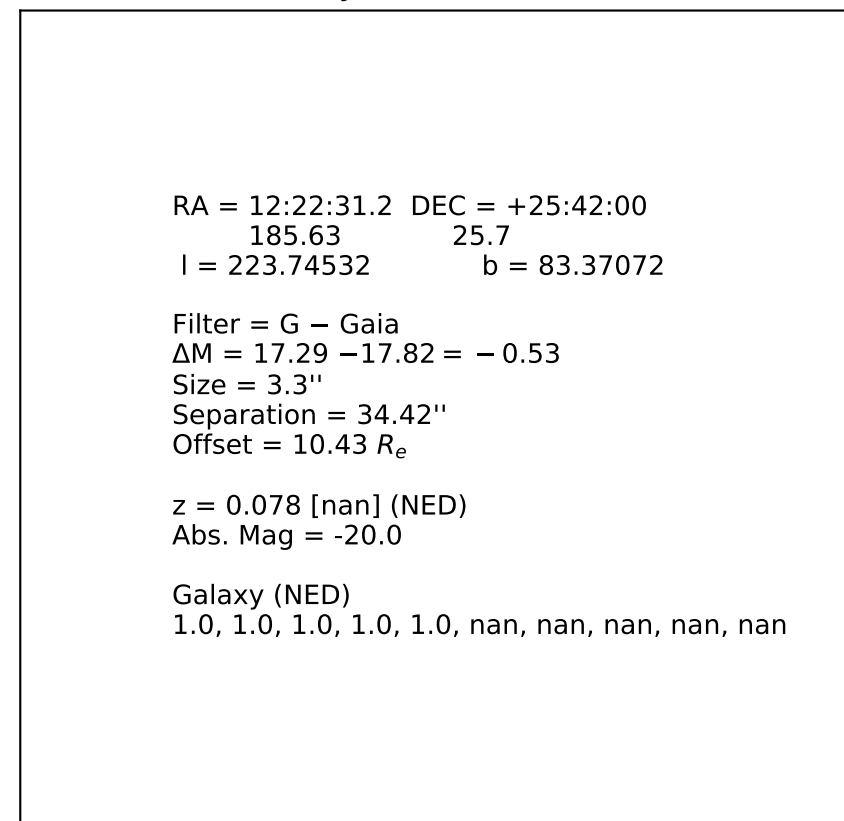 RA = 12:22:31.2 DEC = +25:42:00
185.63 25.7
l = 223.74532 b = 83.37072
Filter = G − Gaia
ΔM = 17.29 −17.82 = − 0.53
Size = 3.3''
Separation = 34.42''
Offset = 10.43 Re
z = 0.078 [nan] (NED)
Abs. Mag = -20.0
Galaxy (NED)
1.0, 1.0, 1.0, 1.0, 1.0, nan, nan, nan, nan, nan